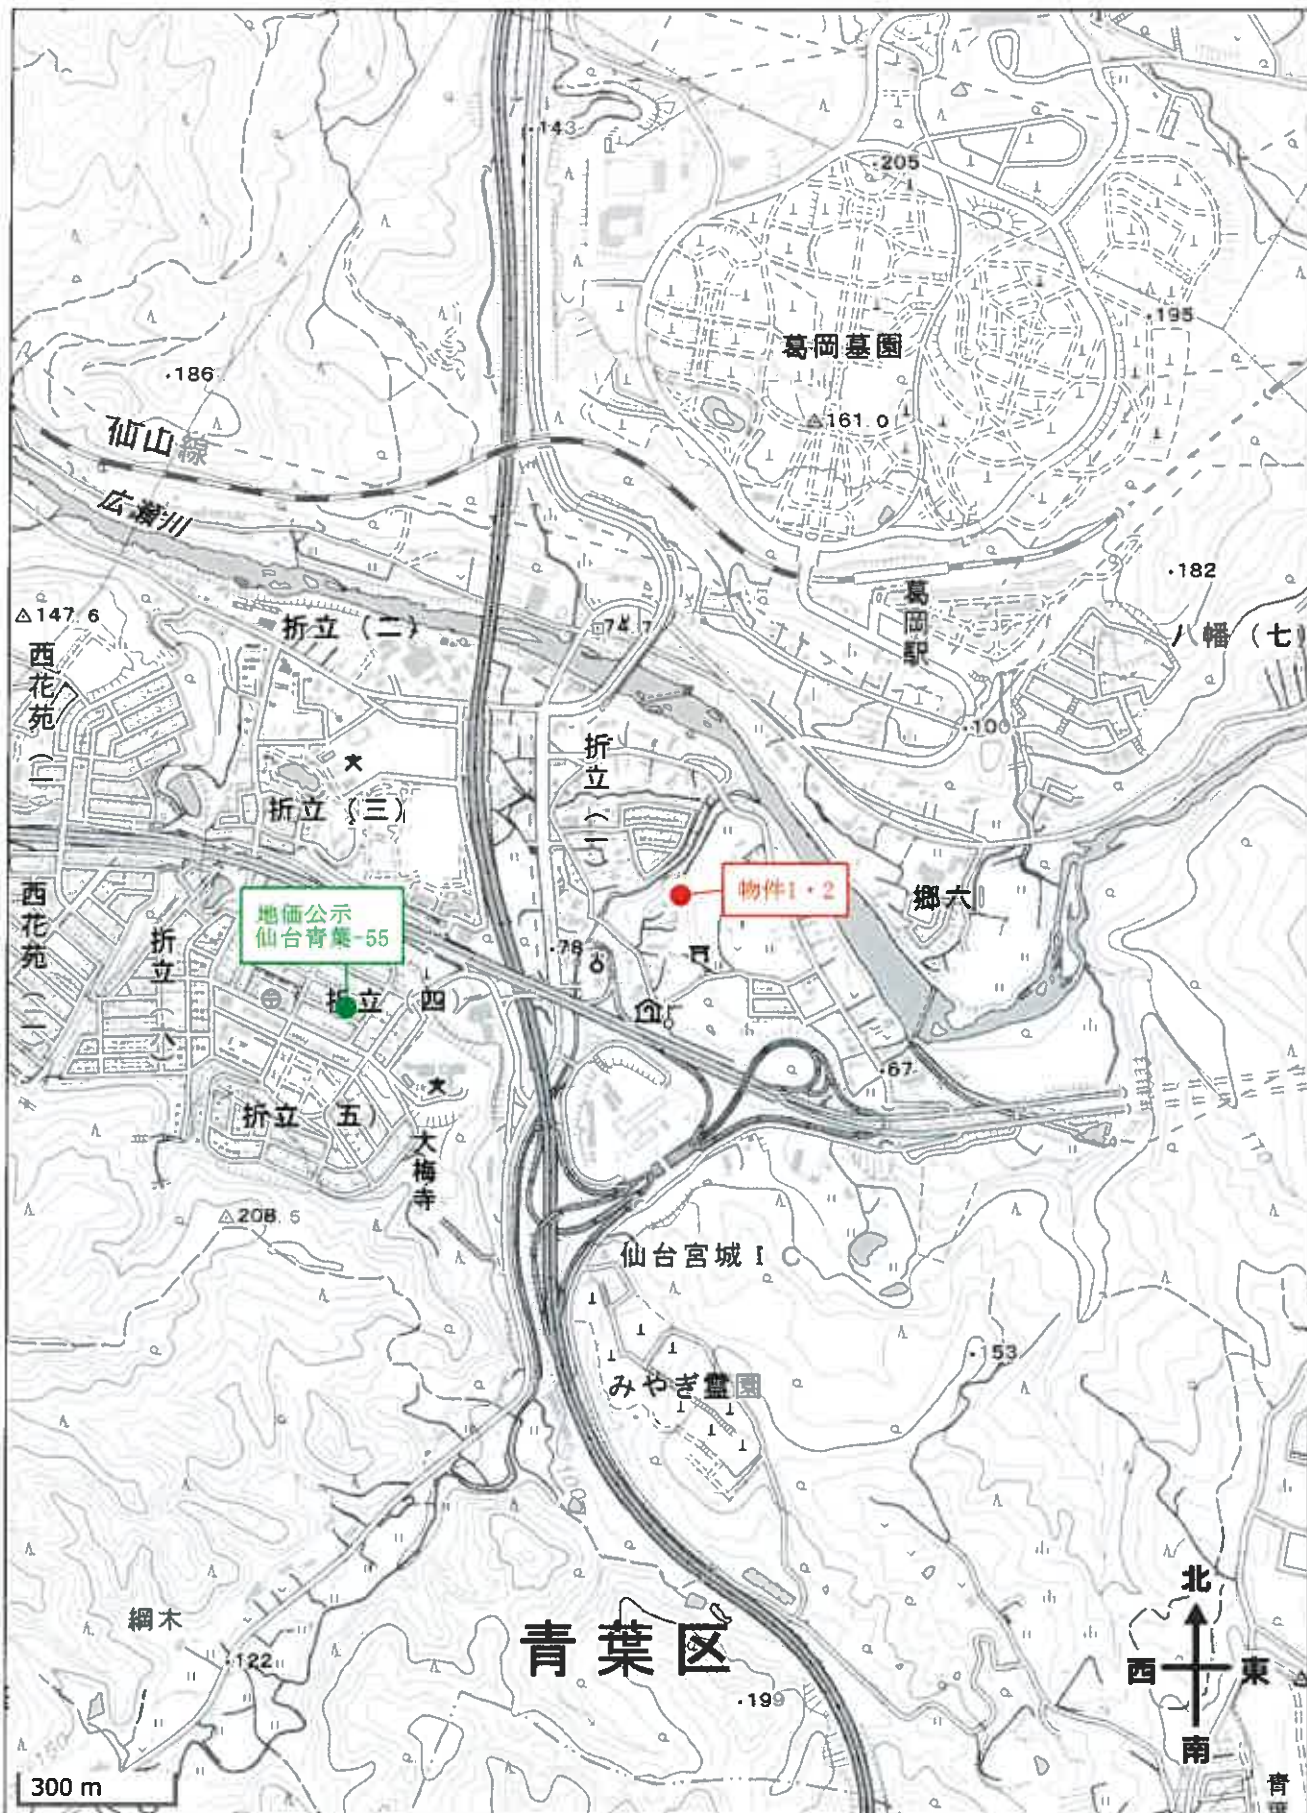 ・143
・205
・195
葛岡墓園
・186
△161.0
仙山線
広瀬川
・182
葛岡駅
△147.6
折立(二)
74.7
八幡(七
西花苑(一)
・100
折立(一)
折立(三)
物件1・2
郷六
地価公示
仙台青葉-55
西花苑(二)
折立(六)
・78
折立(四)
・67
折立(五)
大梅寺
△208.5
仙台宮城IC
・153
みやぎ霊園
綱木
青葉区
・122
・199
北
西
東
南
300 m
青